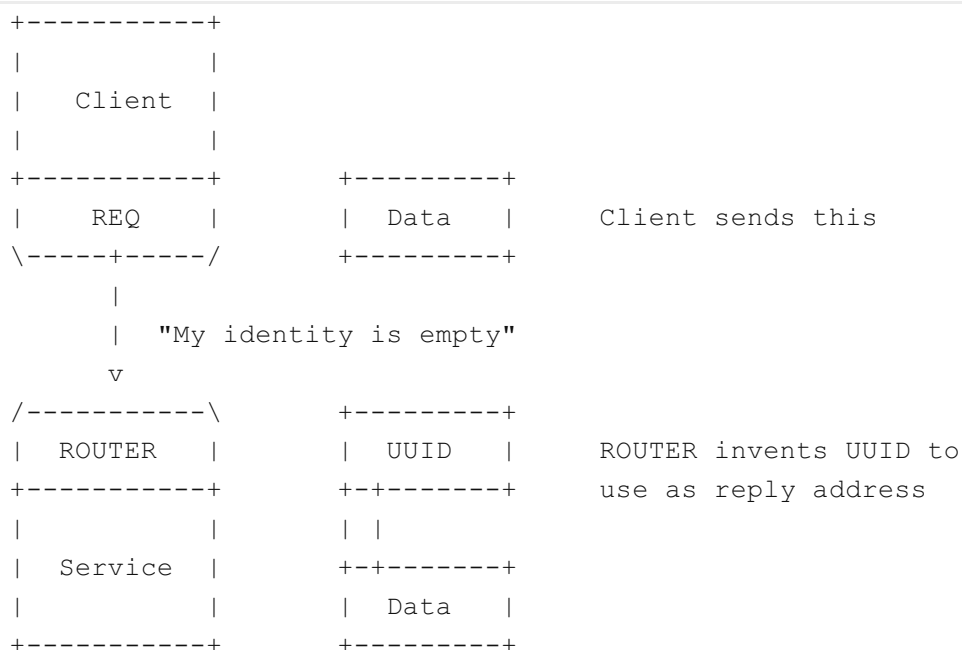 +-----------+
|           |
|   Client  |
|           |
+-----------+       +---------+
|    REQ    |       |  Data   |     Client sends this
\-----+-----/       +---------+
      |
      |  "My identity is empty"
      v
/-----------\       +---------+
|  ROUTER   |       |  UUID   |     ROUTER invents UUID to
+-----------+       +-+-------+     use as reply address
|           |       | |
|  Service  |       +-+-------+
|           |       |  Data   |
+-----------+       +---------+